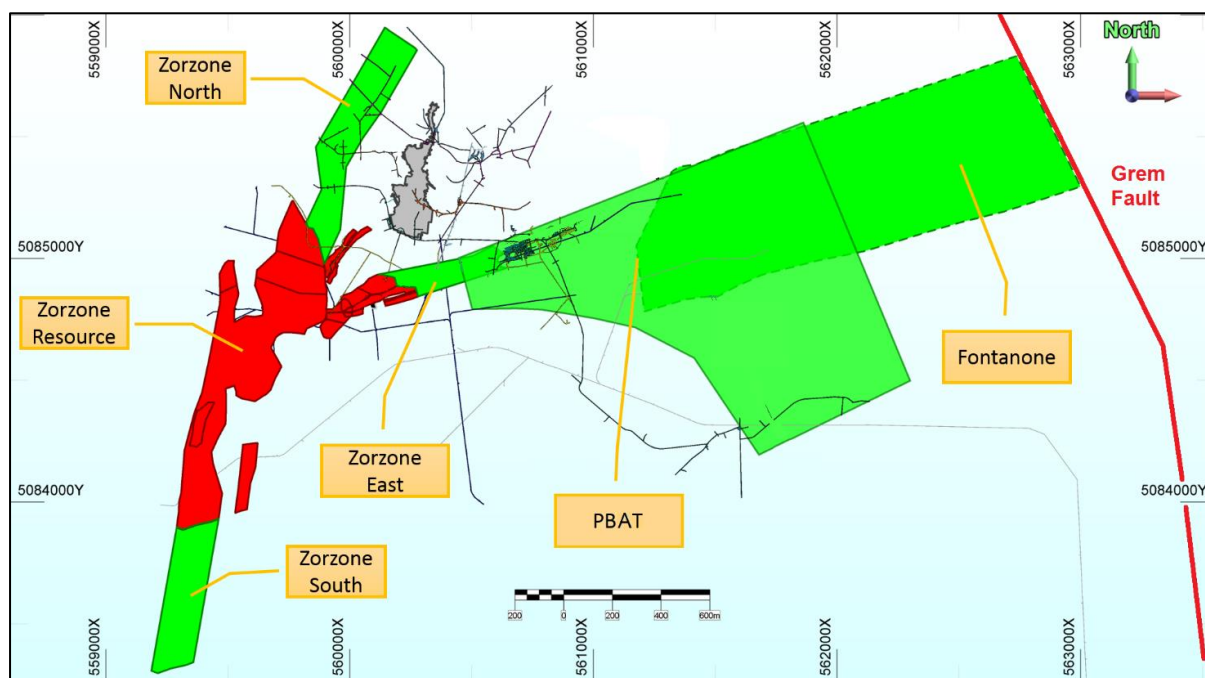 559000X
560000X
561000X
562000X
563000X
North
Zorzone
North
Grem
Fault
5085000Y
5085000Y
Zorzone
Resource
Fontanone
Zorzone
East
PBAT
5084000Y
5084000Y
Zorzone
South
200
0
200
400
600m
559000X
560000X
561000X
562000X
563000X